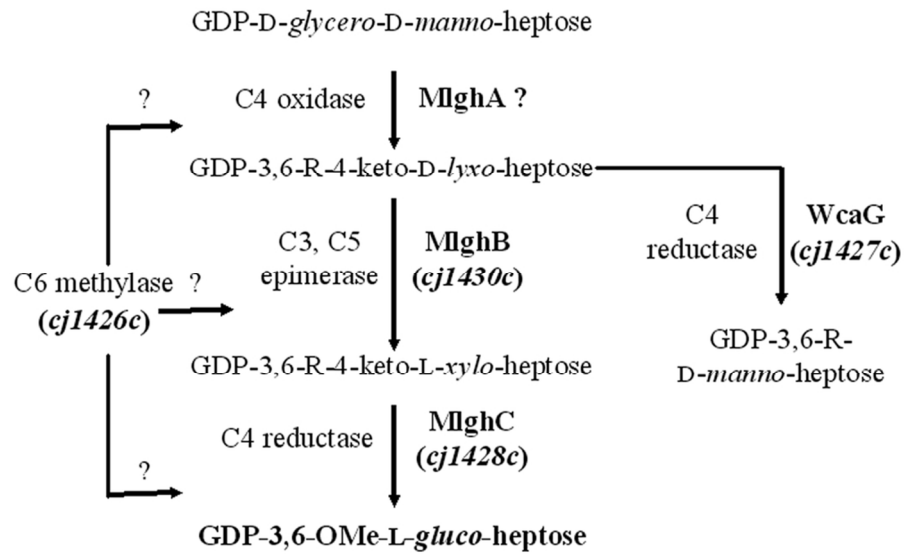 GDP-D-glycero-D-manno-heptose
?
C4 oxidase
MlghA ?
GDP-3,6-R-4-keto-D-lyxo-heptose
C4
reductase
WcaG
(cj1427c)
C3, C5
epimerase
MlghB
(cj1430c)
C6 methylase ?
(cj1426c)
GDP-3,6-R-
D-manno-heptose
GDP-3,6-R-4-keto-L-xylo-heptose
C4 reductase
MlghC
(cj1428c)
?
GDP-3,6-OMe-L-gluco-heptose